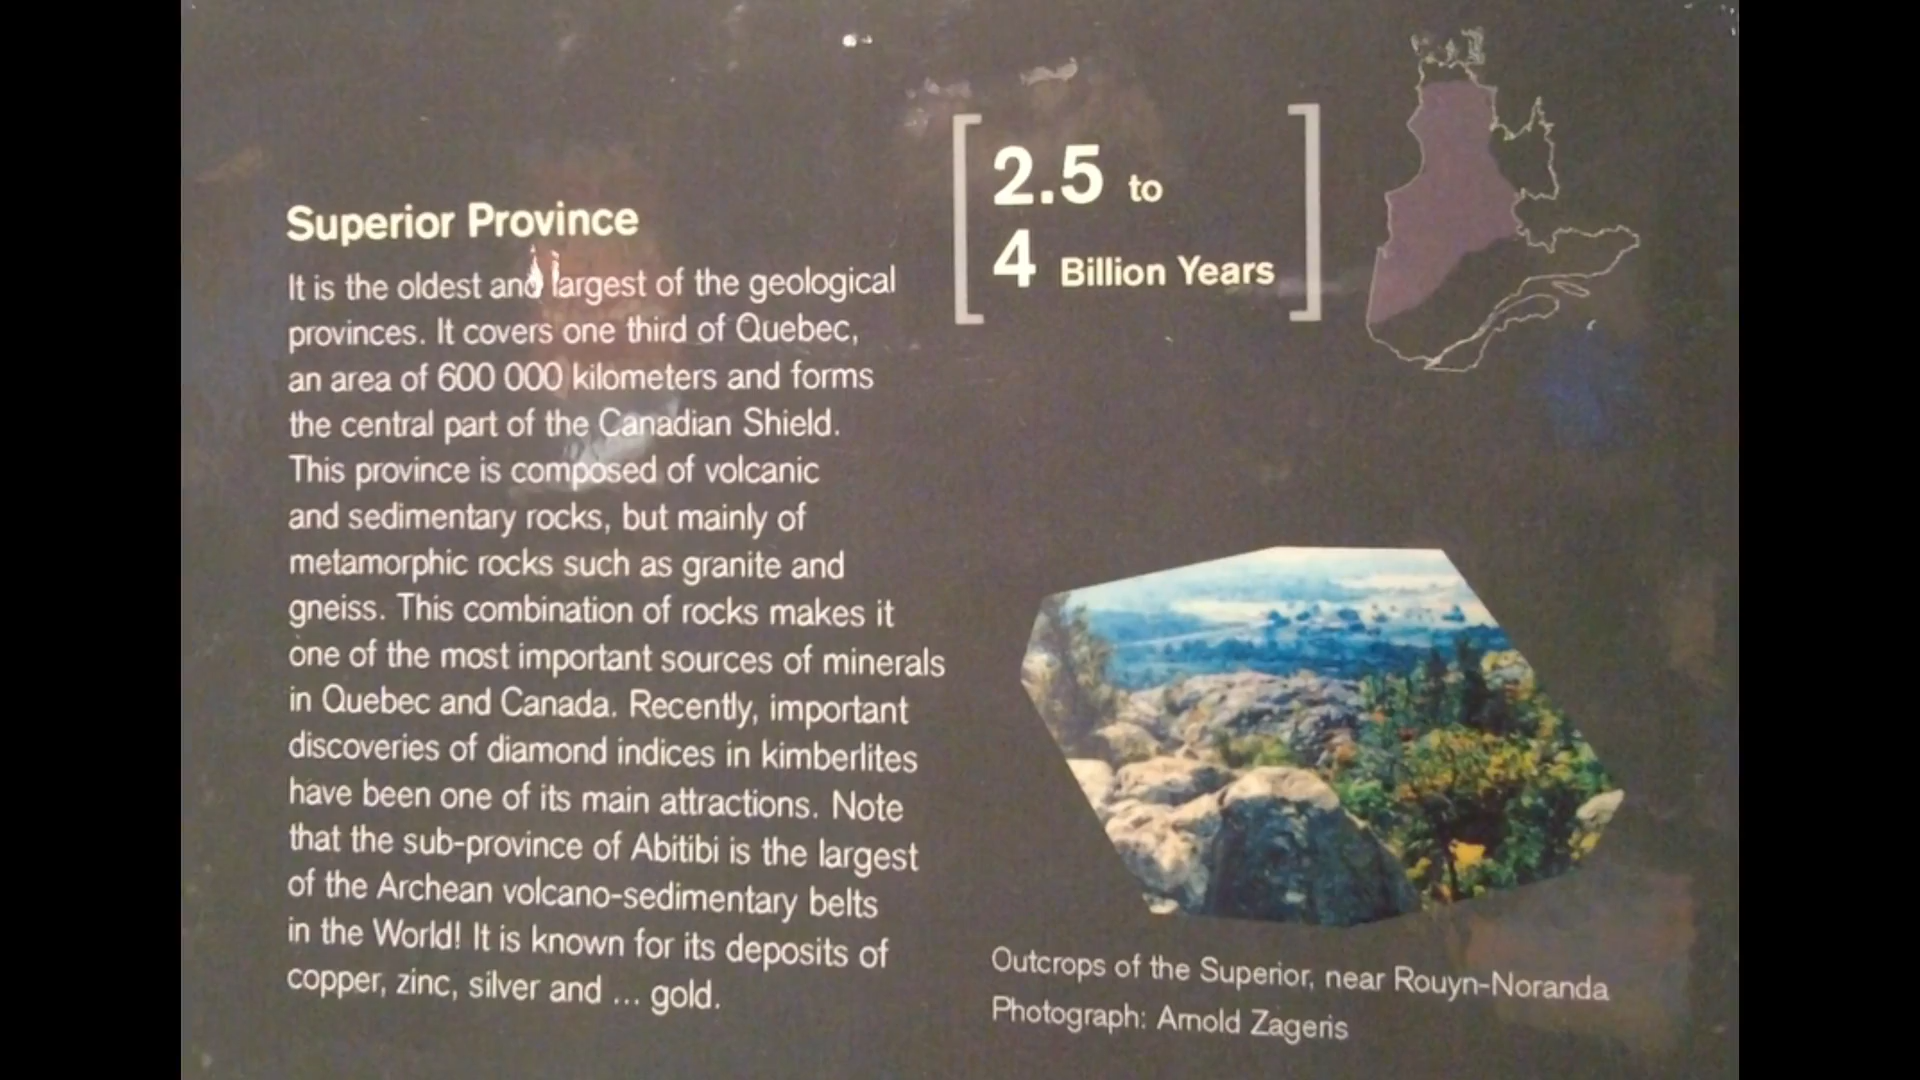 Superior Province
It is the oldest and largest of the geological
provinces. It covers one third of Quebec,
an area of 600 000 kilometers and forms
the central part of the Canadian Shield.
This province is composed of volcanic
and sedimentary rocks, but mainly of
metamorphic rocks such as granite and
gneiss. This combination of rocks makes it
one of the most important sources of minerals
in Quebec and Canada. Recently, important
discoveries of diamond indices in kimberlites
have been one of its main attractions. Note
that the sub-province of Abitibi is the largest
of the Archean volcano-sedimentary belts
in the World! It is known for its deposits of
copper, zinc, silver and ... gold.
[2.5 to
4 Billion Years]
Outcrops of the Superior, near Rouyn-Noranda
Photograph: Arnold Zageris